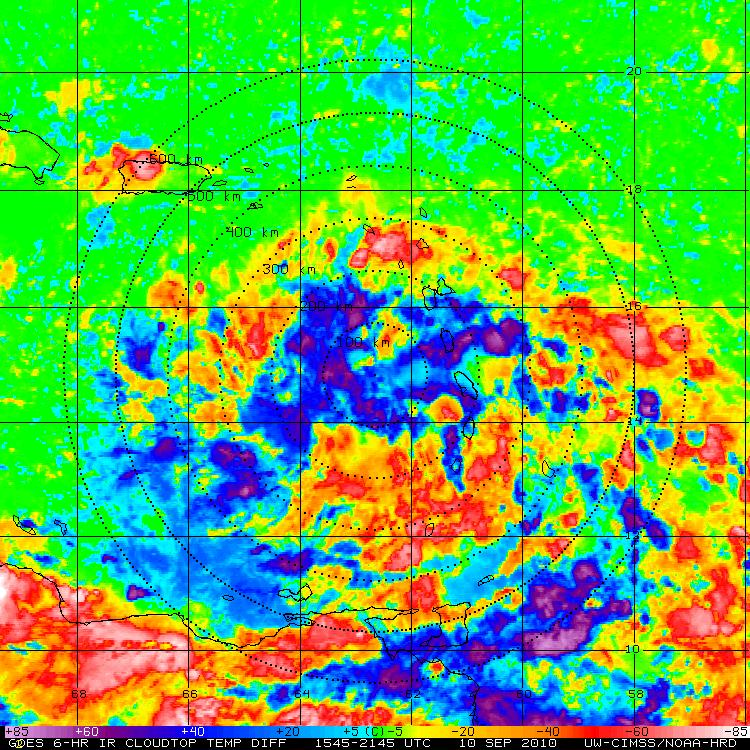 20
600 km
500 km
18
400 km
300 km
200 km
16
100 km
14
12
10
68 66 64 62 60 58
+85 +60 +40 +20 +5 (C) -5 -20 -40 -60 -85
GOES 6-HR IR CLOUDTOP TEMP DIFF 1545-2145 UTC 10 SEP 2010 UW-CIMSS/NOAA-HRD